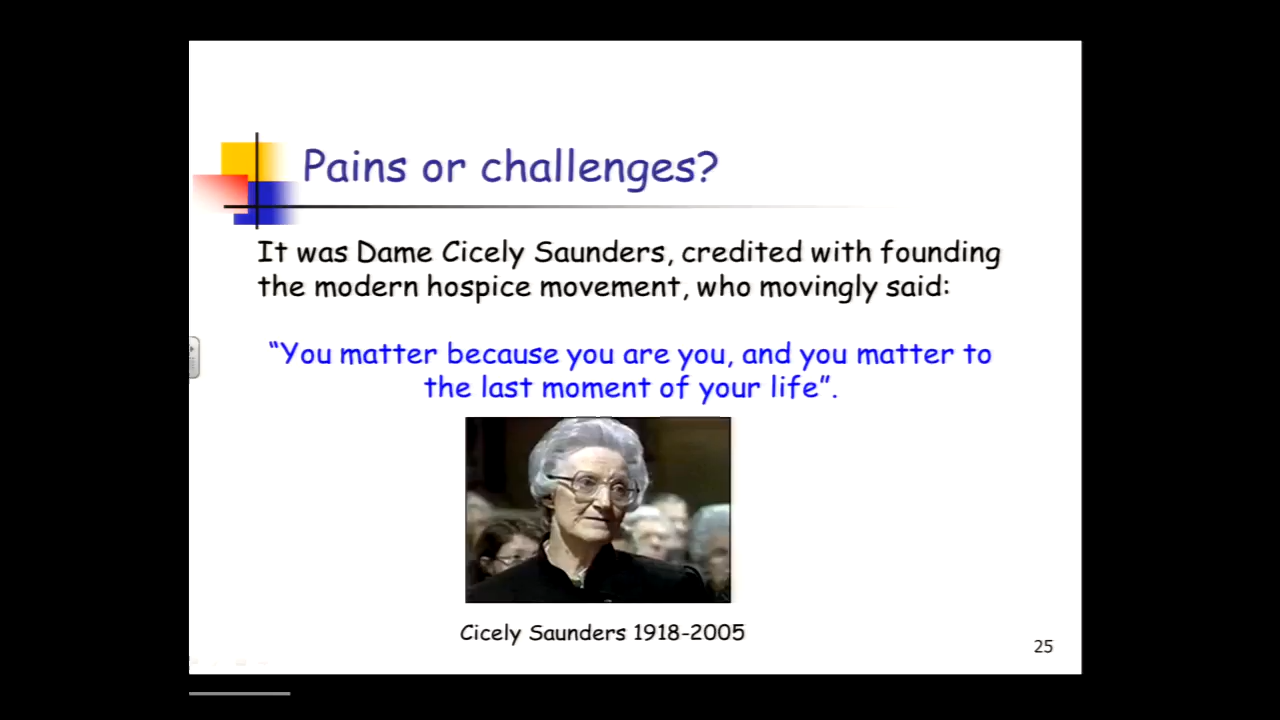 Pains or challenges?
It was Dame Cicely Saunders, credited with founding
the modern hospice movement, who movingly said:
“You matter because you are you, and you matter to
the last moment of your life”.
Cicely Saunders 1918-2005
25